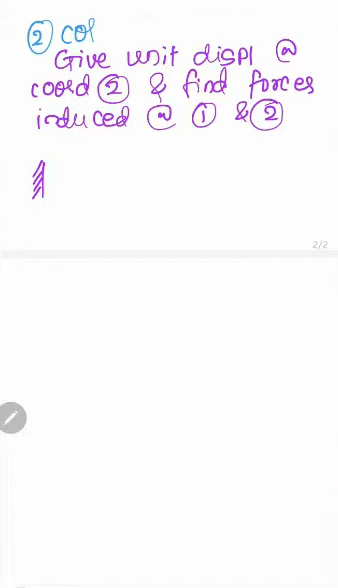 ② col
Give unit displ @
coord ② & find forces
induced @ ① & ②
2/2